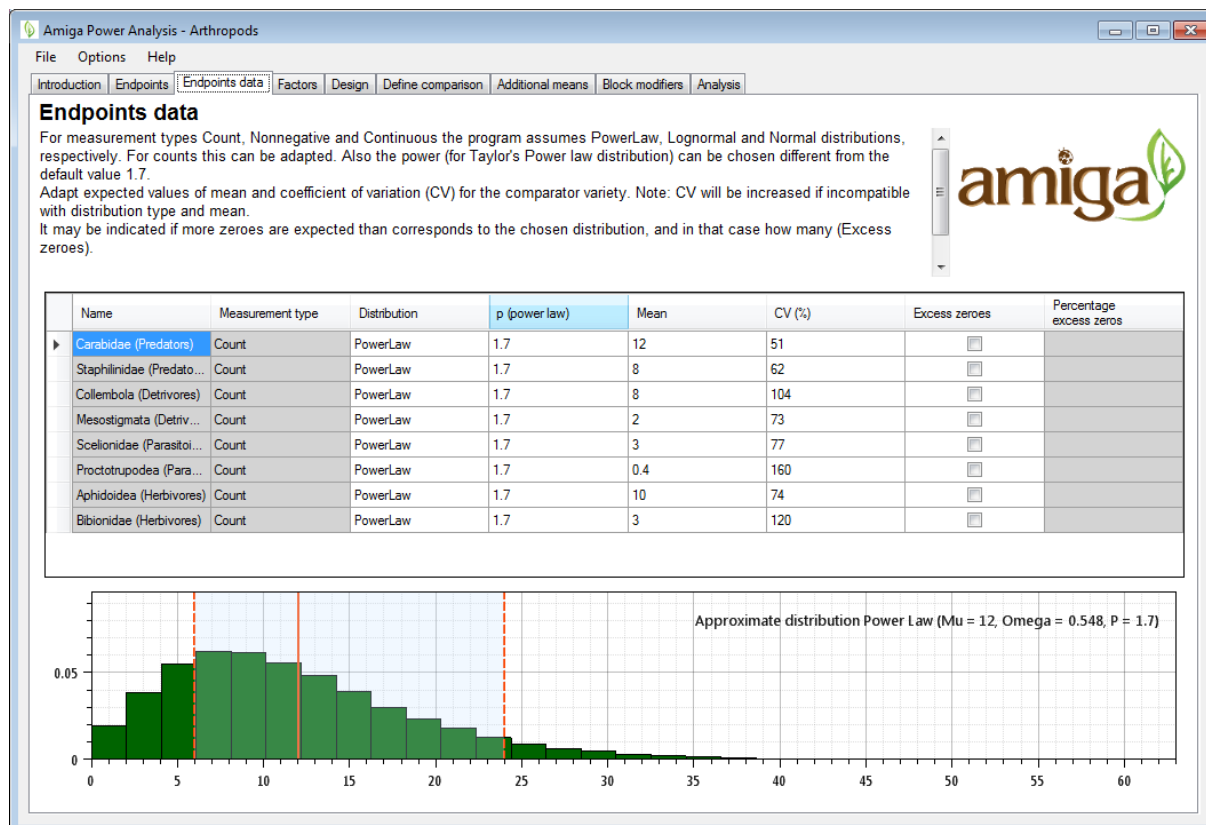 Amiga Power Analysis - Arthropods
File Options Help
Introduction Endpoints Endpoints data Factors Design Define comparison Additional means Block modifiers Analysis
Endpoints data
For measurement types Count, Nonnegative and Continuous the program assumes PowerLaw, Lognormal and Normal distributions,
respectively. For counts this can be adapted. Also the power (for Taylor's Power law distribution) can be chosen different from the
default value 1.7.
Adapt expected values of mean and coefficient of variation (CV) for the comparator variety. Note: CV will be increased if incompatible
with distribution type and mean.
It may be indicated if more zeroes are expected than corresponds to the chosen distribution, and in that case how many (Excess
zeroes).
amiga
Name Measurement type Distribution p (power law) Mean CV (%) Excess zeroes Percentage
excess zeros
Carabidae (Predators) Count PowerLaw 1.7 12 51
Staphilinidae (Predato... Count PowerLaw 1.7 8 62
Collembola (Detrivores) Count PowerLaw 1.7 8 104
Mesostigmata (Detriv... Count PowerLaw 1.7 2 73
Scelionidae (Parasitoi... Count PowerLaw 1.7 3 77
Proctotrupodea (Para... Count PowerLaw 1.7 0.4 160
Aphidoidea (Herbivores) Count PowerLaw 1.7 10 74
Bibionidae (Herbivores) Count PowerLaw 1.7 3 120
Approximate distribution Power Law (Mu = 12, Omega = 0.548, P = 1.7)
0.05
0
0 5 10 15 20 25 30 35 40 45 50 55 60